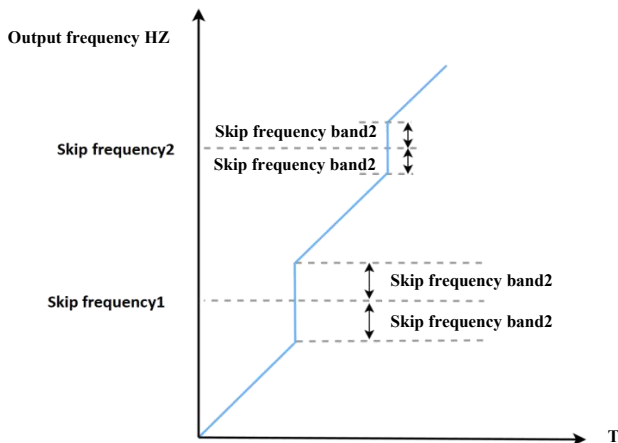 Output frequency HZ
Skip frequency band2
Skip frequency2
Skip frequency band2
Skip frequency band2
Skip frequency1
Skip frequency band2
T